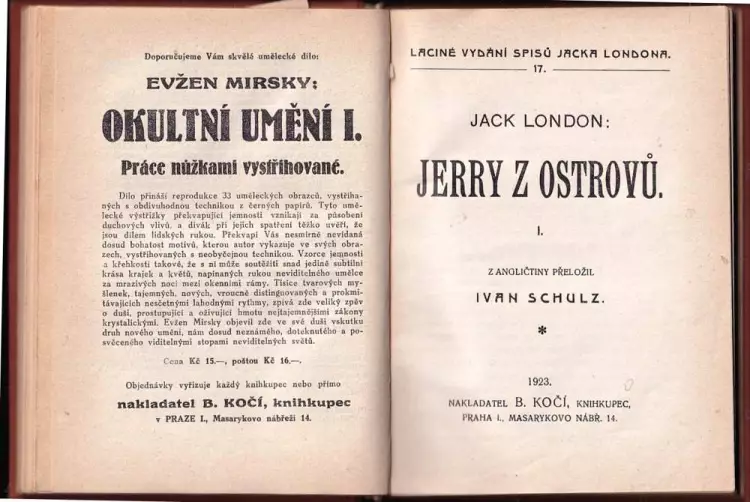 Doporučujeme Vám skvělé umělecké dílo:
EVŽEN MIRSKY:
OKULTNÍ UMĚNÍ I.
Práce nůžkami vystřihované.
Dílo přináší reprodukce 33 uměleckých obrazců, vystřiha-
ných s obdivuhodnou technikou z černých papírů. Tyto umě-
lecké výstřižky překvapující jemnosti vznikají za působení
duchových vlivů, a divák při jejich spatření těžko uvěří, že
jsou dílem lidských rukou. Překvapí Vás nesmírně nevídaná
dosud bohatost motivů, kterou autor vykazuje ve svých obra-
zech, vystřihovaných s neobyčejnou technikou. Vzorce jemnosti
a křehkosti takové, že s ní může soutěžiti snad jedině subtilní
krása krajek a květů, napínaných rukou neviditelného umělce
za mrazivých nocí mezi okenními rámy. Tisíce tvarových my-
šlenek, tajemných, nových, vroucně distinguovaných a prokmi-
távajících nesčetnými lahodnými rytmy, zpívá zde veliký zpěv
o duši, prostupující a oživující hmotu nejtajemnějšími zákony
krystalickými. Evžen Mirsky objevil zde ve své duši vskutku
druh nového umění, nám dosud neznámého, doteknutého a po-
svěceného viditelnými stopami neviditelných světů.
Cena Kč 15.—, poštou Kč 16.—.
Objednávky vyřizuje každý knihkupec nebo přímo
nakladatel B. KOČÍ, knihkupec
v PRAZE I., Masarykovo nábřeží 14.
LACINÉ VYDÁNÍ SPISŮ JACKA LONDONA.
17.
JACK LONDON:
JERRY Z OSTROVŮ.
I.
Z ANGLIČTINY PŘELOŽIL
IVAN SCHULZ.
*
1923.
NAKLADATEL B. KOČÍ, KNIHKUPEC,
PRAHA I., MASARYKOVO NÁBŘ. 14.